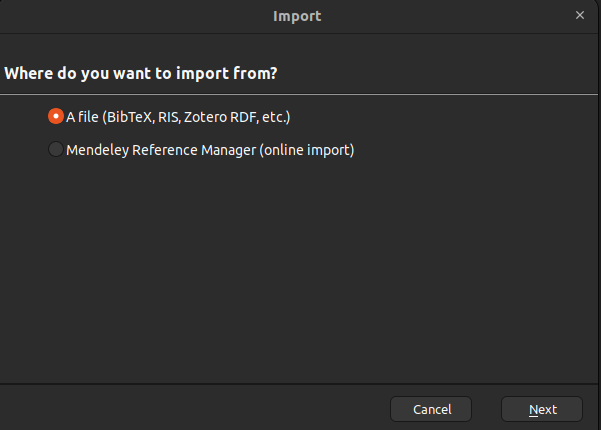 Import
Where do you want to import from?
A file (BibTeX, RIS, Zotero RDF, etc.)
Mendeley Reference Manager (online import)
Cancel
Next